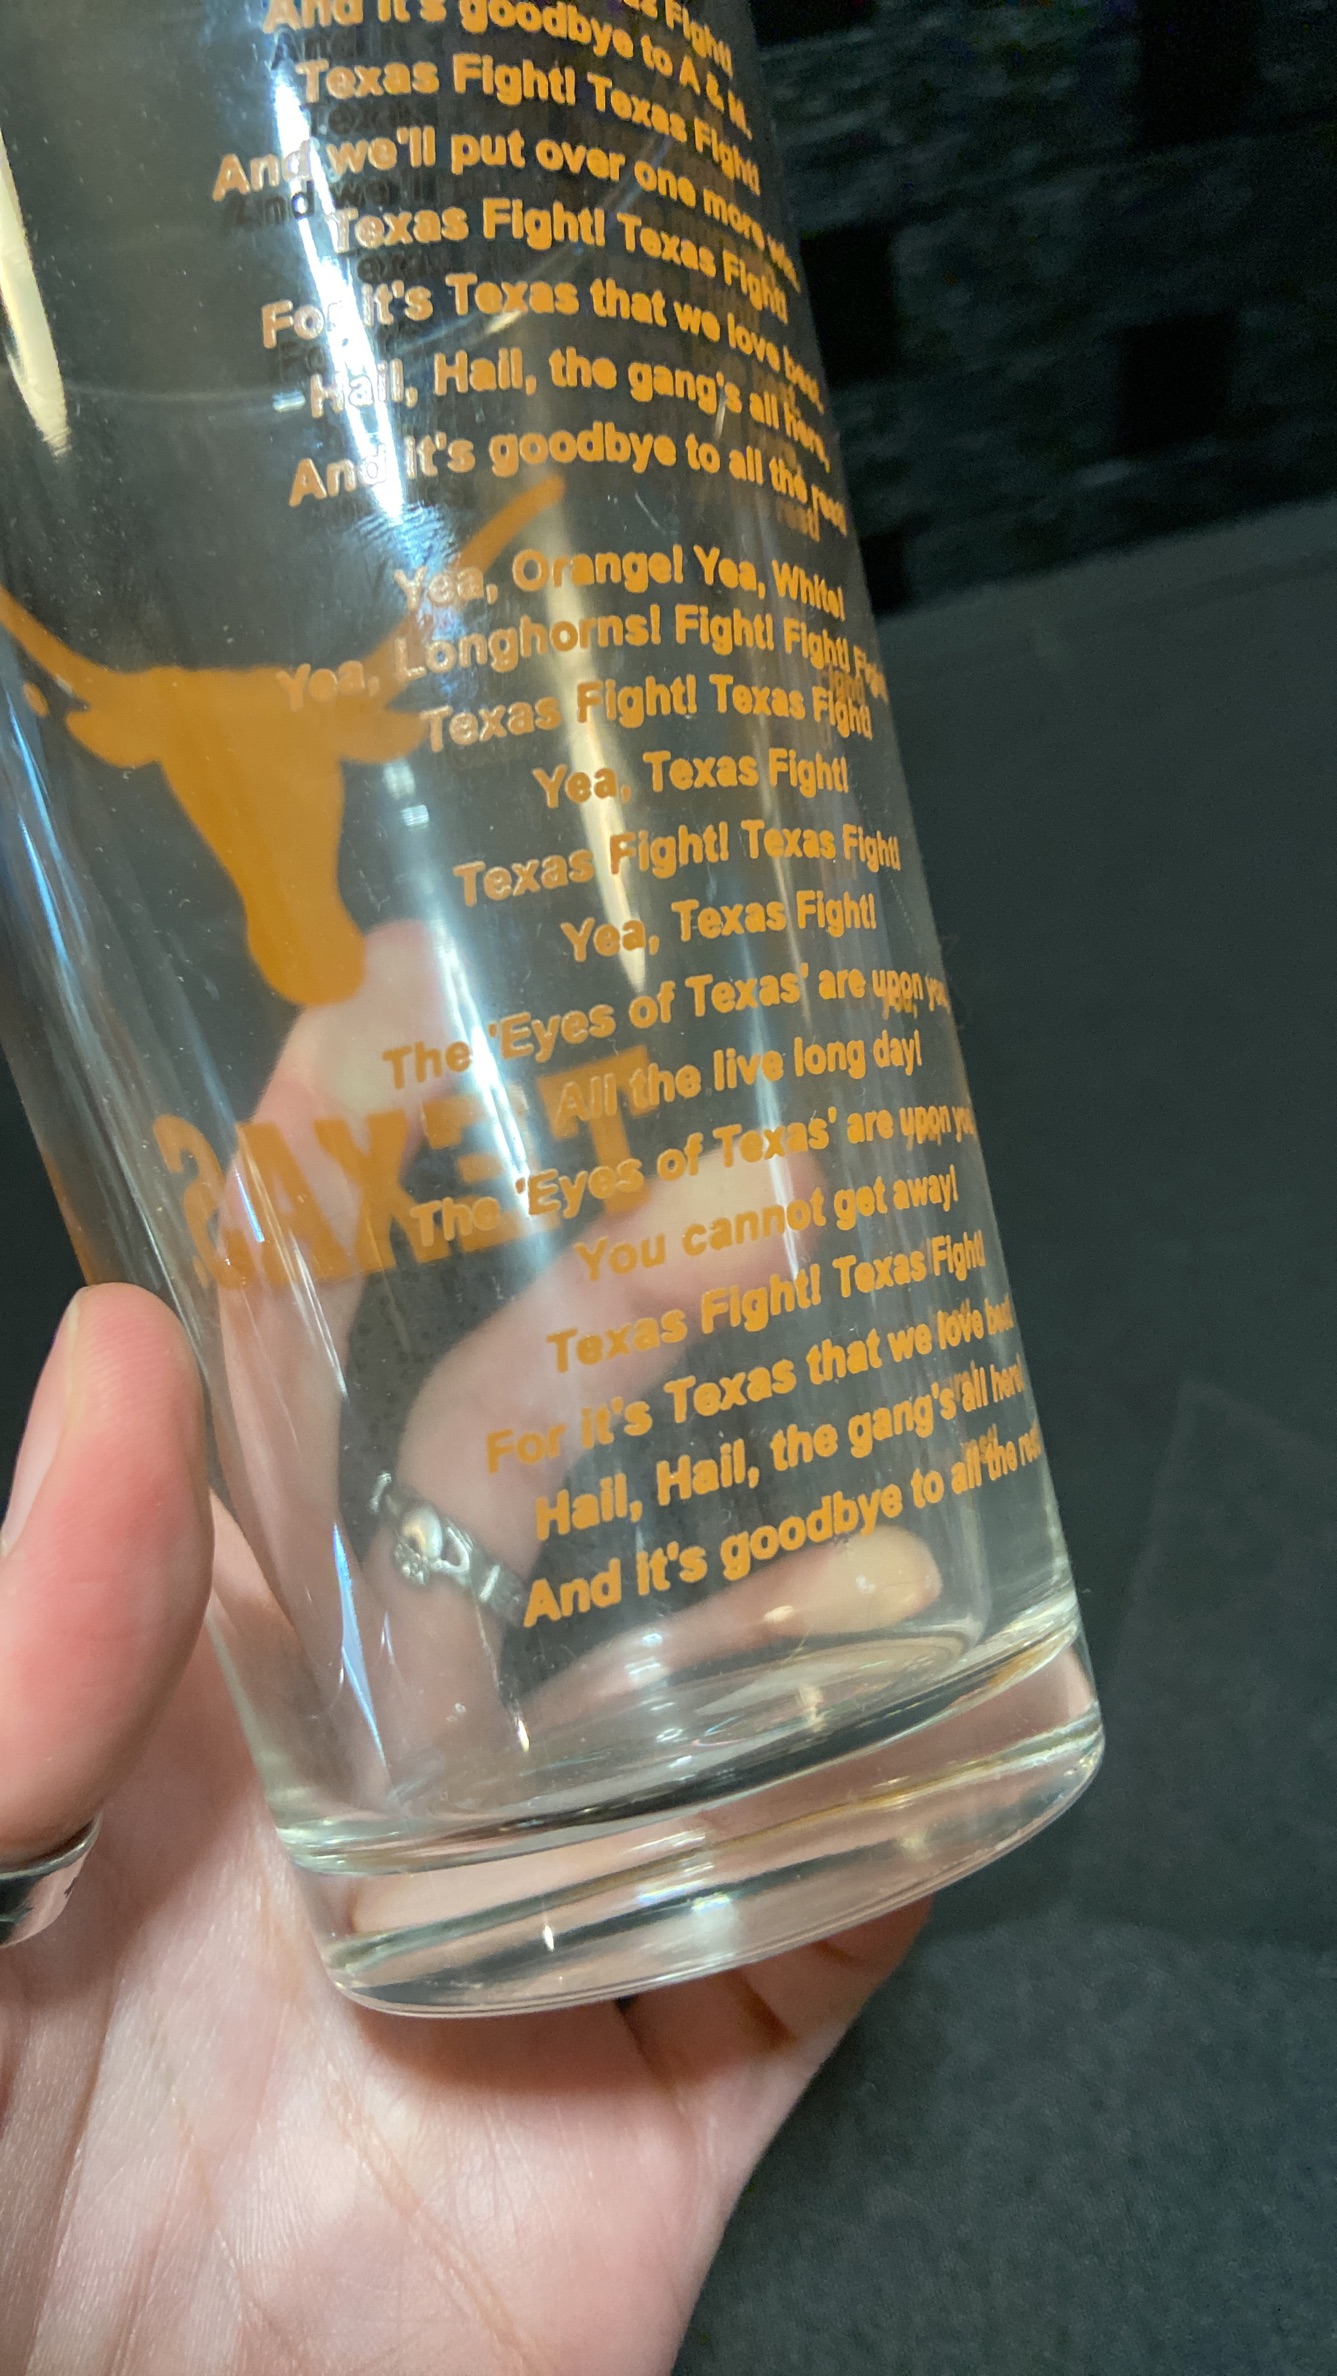 Fight!
And it's goodbye to A & M.
Texas Fight! Texas Fight!
And we'll put over one more
Texas Fight! Texas Fight!
For it's Texas that we love best,
Hail, Hail, the gang's all here,
And it's goodbye to all the rest!
Yea, Orange! Yea, White!
Yea, Longhorns! Fight! Fight! Fight
Texas Fight! Texas Fight!
Yea, Texas Fight!
Texas Fight! Texas Fight!
Yea, Texas Fight!
The 'Eyes of Texas' are upon you,
All the live long day!
The 'Eyes of Texas' are upon you
You cannot get away!
Texas Fight! Texas Fight!
For it's Texas that we love best
Hail, Hail, the gang's all here!
And it's goodbye to all the rest
TEXAS